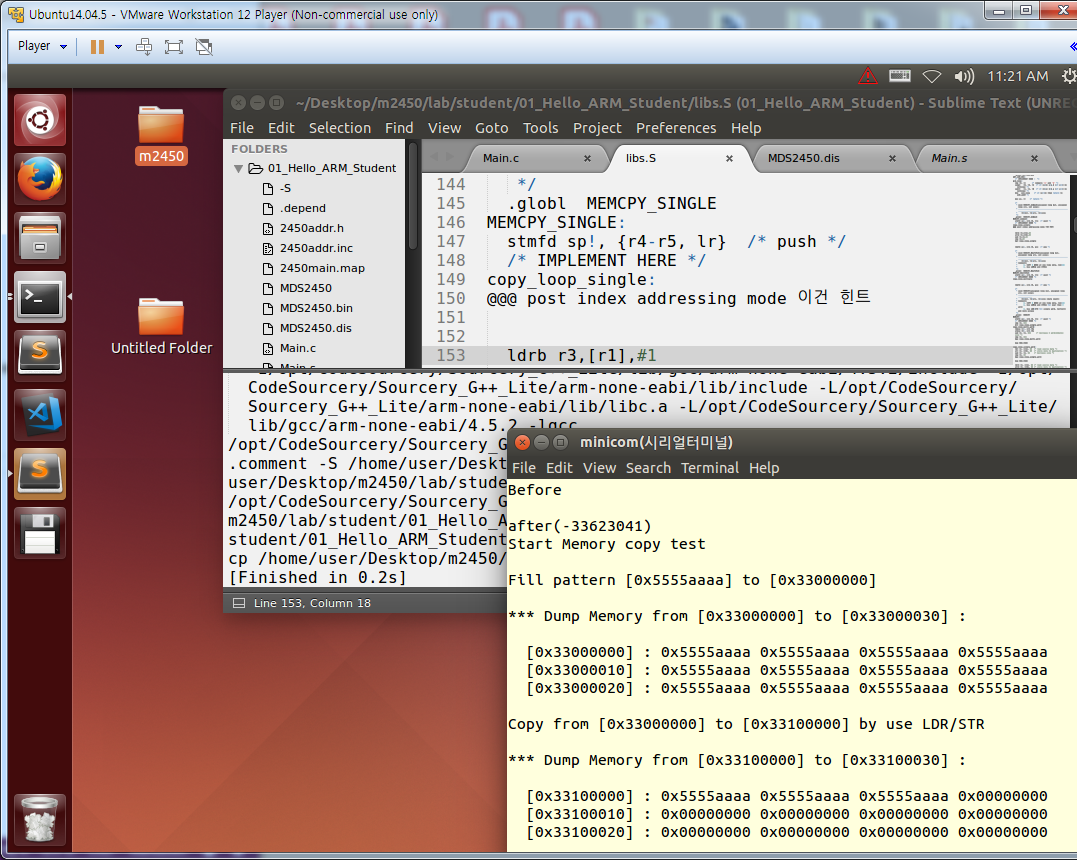 Ubuntu14.04.5 - VMware Workstation 12 Player (Non-commercial use only)
Player
11:21 AM
m2450
Untitled Folder
~/Desktop/m2450/lab/student/01_Hello_ARM_Student/libs.S (01_Hello_ARM_Student) - Sublime Text (UNREG
File Edit Selection Find View Goto Tools Project Preferences Help
FOLDERS
01_Hello_ARM_Student
-S
.depend
2450addr.h
2450addr.inc
2450main.map
MDS2450
MDS2450.bin
MDS2450.dis
Main.c
Main.c libs.S MDS2450.dis Main.s
144 */
145 .globl MEMCPY_SINGLE
146 MEMCPY_SINGLE:
147 stmfd sp!, {r4-r5, lr} /* push */
148 /* IMPLEMENT HERE */
149 copy_loop_single:
150 @@@@ post index addressing mode 이건 힌트
151
152
153 ldrb r3,[r1],#1
CodeSourcery/Sourcery_G++_Lite/arm-none-eabi/lib/include -L/opt/CodeSourcery/
Sourcery_G++_Lite/arm-none-eabi/lib/libc.a -L/opt/CodeSourcery/Sourcery_G++_Lite/
lib/gcc/arm-none-eabi/4.5.2 -lgcc
/opt/CodeSourcery/Sourcery_G
.comment -S /home/user/Deskt
user/Desktop/m2450/lab/stude
/opt/CodeSourcery/Sourcery_G
m2450/lab/student/01_Hello_A
student/01_Hello_ARM_Student
cp /home/user/Desktop/m2450/
[Finished in 0.2s]
Line 153, Column 18
minicom(시리얼터미널)
File Edit View Search Terminal Help
Before
after(-33623041)
Start Memory copy test
Fill pattern [0x5555aaaa] to [0x33000000]
*** Dump Memory from [0x33000000] to [0x33000030] :
[0x33000000] : 0x5555aaaa 0x5555aaaa 0x5555aaaa 0x5555aaaa
[0x33000010] : 0x5555aaaa 0x5555aaaa 0x5555aaaa 0x5555aaaa
[0x33000020] : 0x5555aaaa 0x5555aaaa 0x5555aaaa 0x5555aaaa
Copy from [0x33000000] to [0x33100000] by use LDR/STR
*** Dump Memory from [0x33100000] to [0x33100030] :
[0x33100000] : 0x5555aaaa 0x5555aaaa 0x5555aaaa 0x00000000
[0x33100010] : 0x00000000 0x00000000 0x00000000 0x00000000
[0x33100020] : 0x00000000 0x00000000 0x00000000 0x00000000